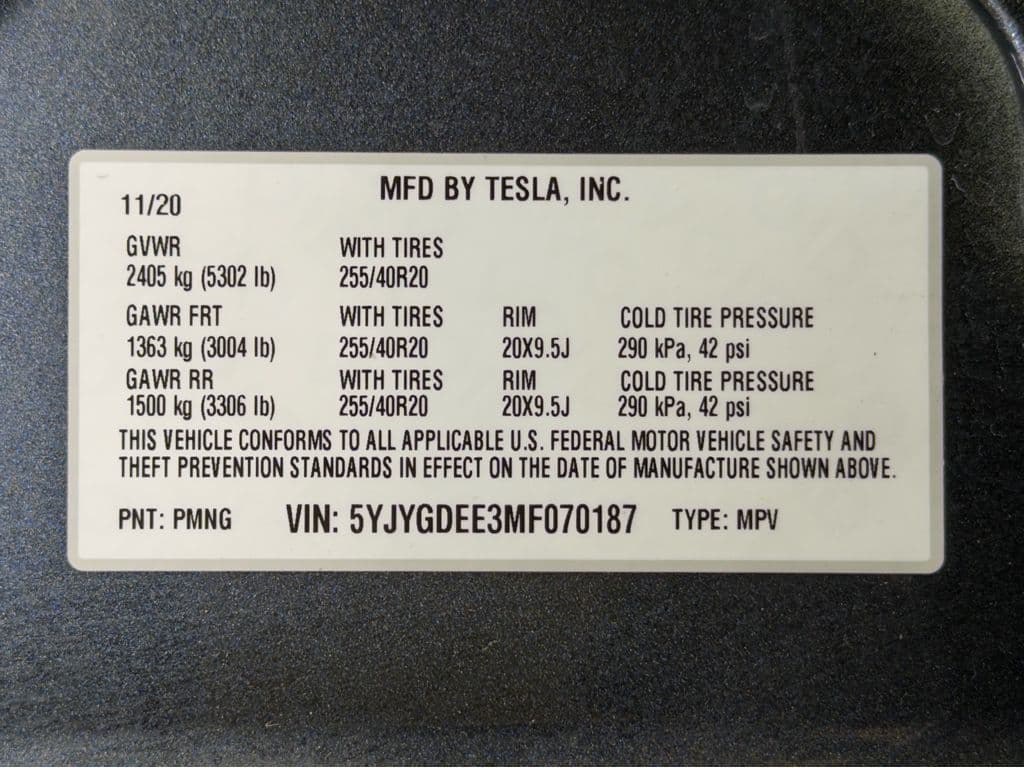 MFD BY TESLA, INC.
11/20
GVWR WITH TIRES
2405 kg (5302 lb) 255/40R20
GAWR FRT WITH TIRES RIM COLD TIRE PRESSURE
1363 kg (3004 lb) 255/40R20 20X9.5J 290 kPa, 42 psi
GAWR RR WITH TIRES RIM COLD TIRE PRESSURE
1500 kg (3306 lb) 255/40R20 20X9.5J 290 kPa, 42 psi
THIS VEHICLE CONFORMS TO ALL APPLICABLE U.S. FEDERAL MOTOR VEHICLE SAFETY AND
THEFT PREVENTION STANDARDS IN EFFECT ON THE DATE OF MANUFACTURE SHOWN ABOVE.
PNT: PMNG VIN: 5YJYGDEE3MF070187 TYPE: MPV